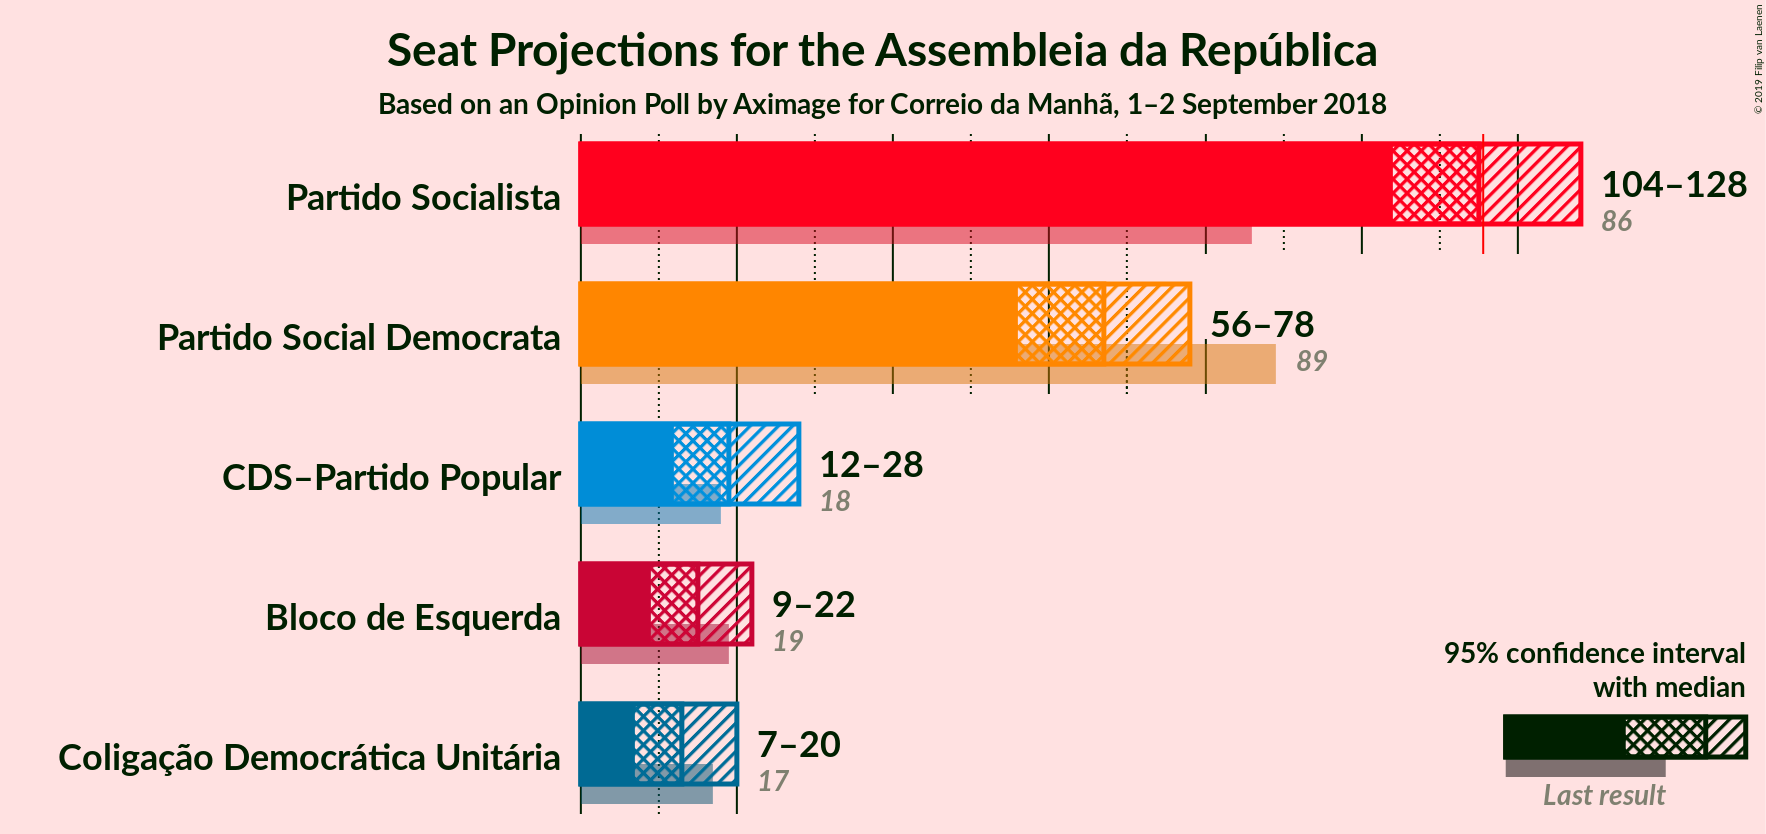 Seat Projections for the Assembleia da República
Based on an Opinion Poll by Aximage for Correio da Manhã, 1–2 September 2018
© 2019 Filip van Laenen
Partido Socialista
104–128
86
Partido Social Democrata
56–78
89
CDS–Partido Popular
12–28
18
Bloco de Esquerda
9–22
19
Coligação Democrática Unitária
7–20
17
95% confidence interval
with median
Last result